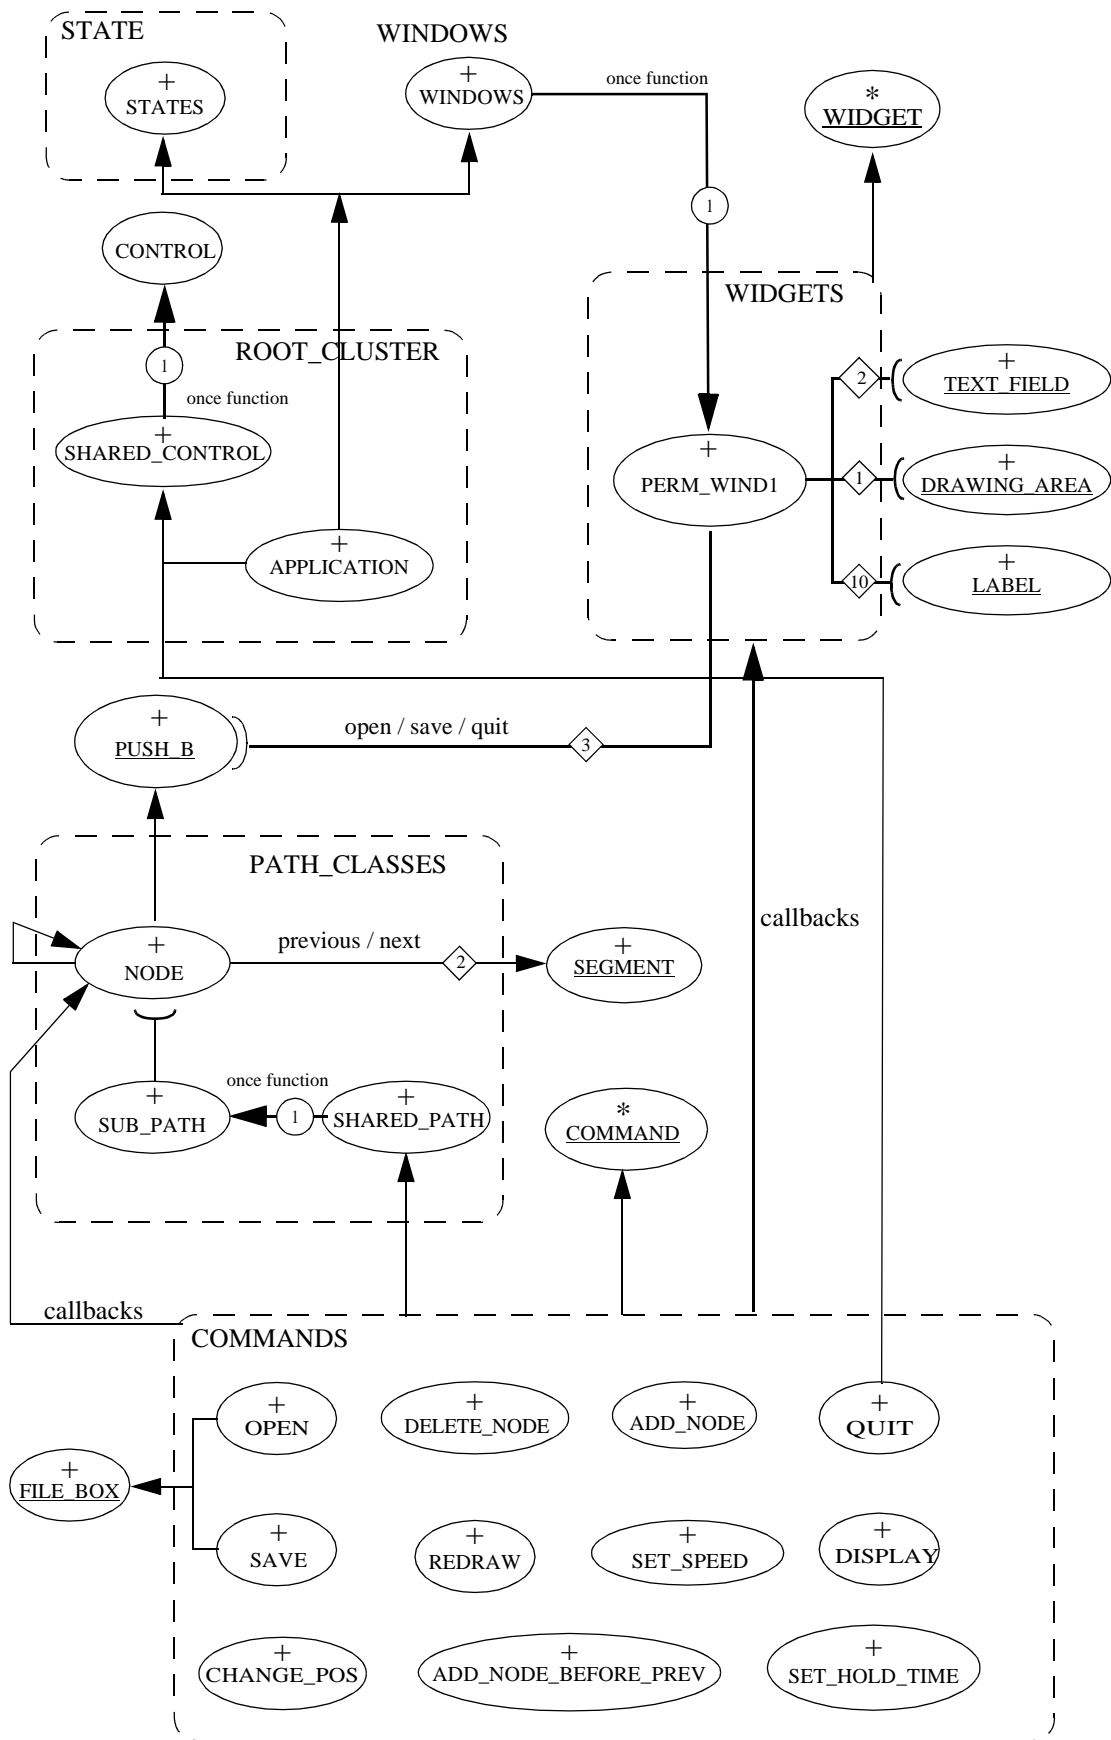 STATE
WINDOWS
+
STATES
+
WINDOWS
once function
*
WIDGET
1
CONTROL
WIDGETS
ROOT_CLUSTER
1
once function
+
SHARED_CONTROL
+
PERM_WIND1
2
+
TEXT_FIELD
1
+
DRAWING_AREA
10
+
LABEL
+
APPLICATION
+
PUSH_B
open / save / quit
3
PATH_CLASSES
callbacks
+
NODE
previous / next
2
+
SEGMENT
once function
+
SUB_PATH
1
+
SHARED_PATH
*
COMMAND
callbacks
COMMANDS
+
OPEN
+
DELETE_NODE
+
ADD_NODE
+
QUIT
+
FILE_BOX
+
SAVE
+
REDRAW
+
SET_SPEED
+
DISPLAY
+
CHANGE_POS
+
ADD_NODE_BEFORE_PREV
+
SET_HOLD_TIME